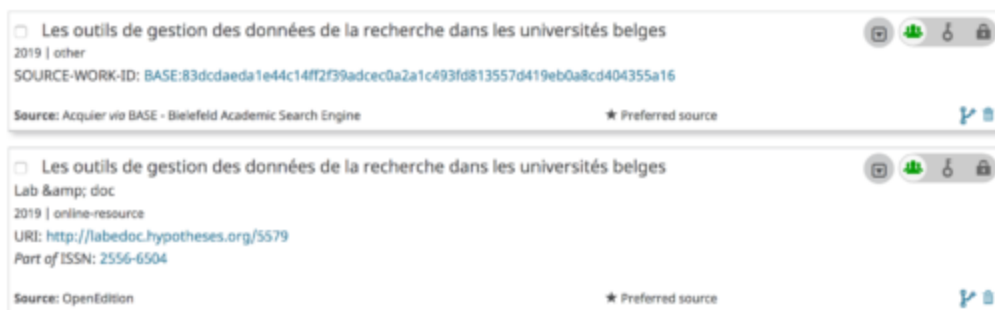 Les outils de gestion des données de la recherche dans les universités belges
2019 | other
SOURCE-WORK-ID: BASE:83dcdaeda1e44c14ff2f39adcec0a2a1c493fd813557d419eb0a8cd404355a16
Source: Acquier via BASE - Bielefeld Academic Search Engine ★ Preferred source
Les outils de gestion des données de la recherche dans les universités belges
Lab &amp; doc
2019 | online-resource
URI: http://labedoc.hypotheses.org/5579
Part of ISSN: 2556-6504
Source: OpenEdition ★ Preferred source